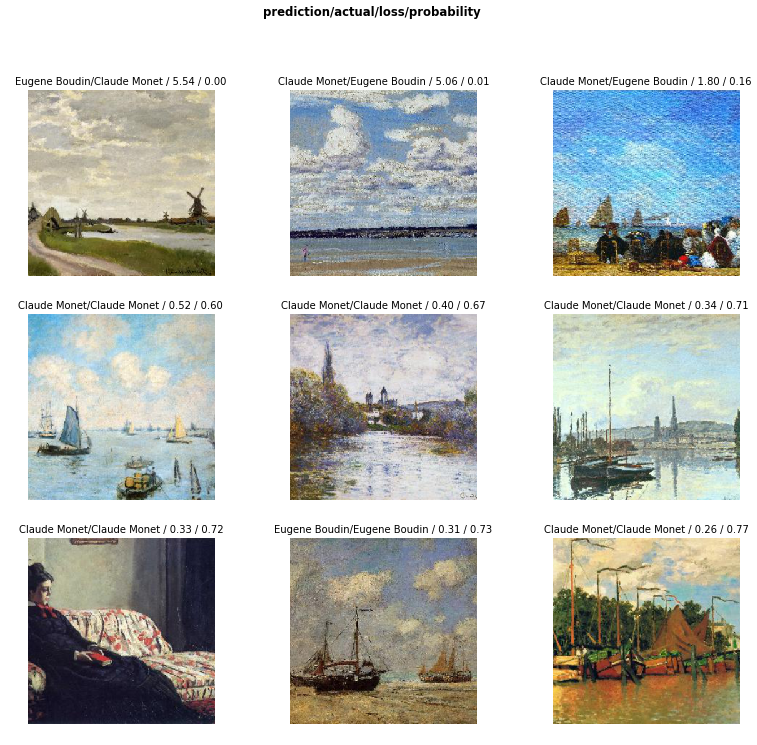 prediction/actual/loss/probability
Eugene Boudin/Claude Monet / 5.54 / 0.00
Claude Monet/Eugene Boudin / 5.06 / 0.01
Claude Monet/Eugene Boudin / 1.80 / 0.16
Claude Monet/Claude Monet / 0.52 / 0.60
Claude Monet/Claude Monet / 0.40 / 0.67
Claude Monet/Claude Monet / 0.34 / 0.71
Claude Monet/Claude Monet / 0.33 / 0.72
Eugene Boudin/Eugene Boudin / 0.31 / 0.73
Claude Monet/Claude Monet / 0.26 / 0.77